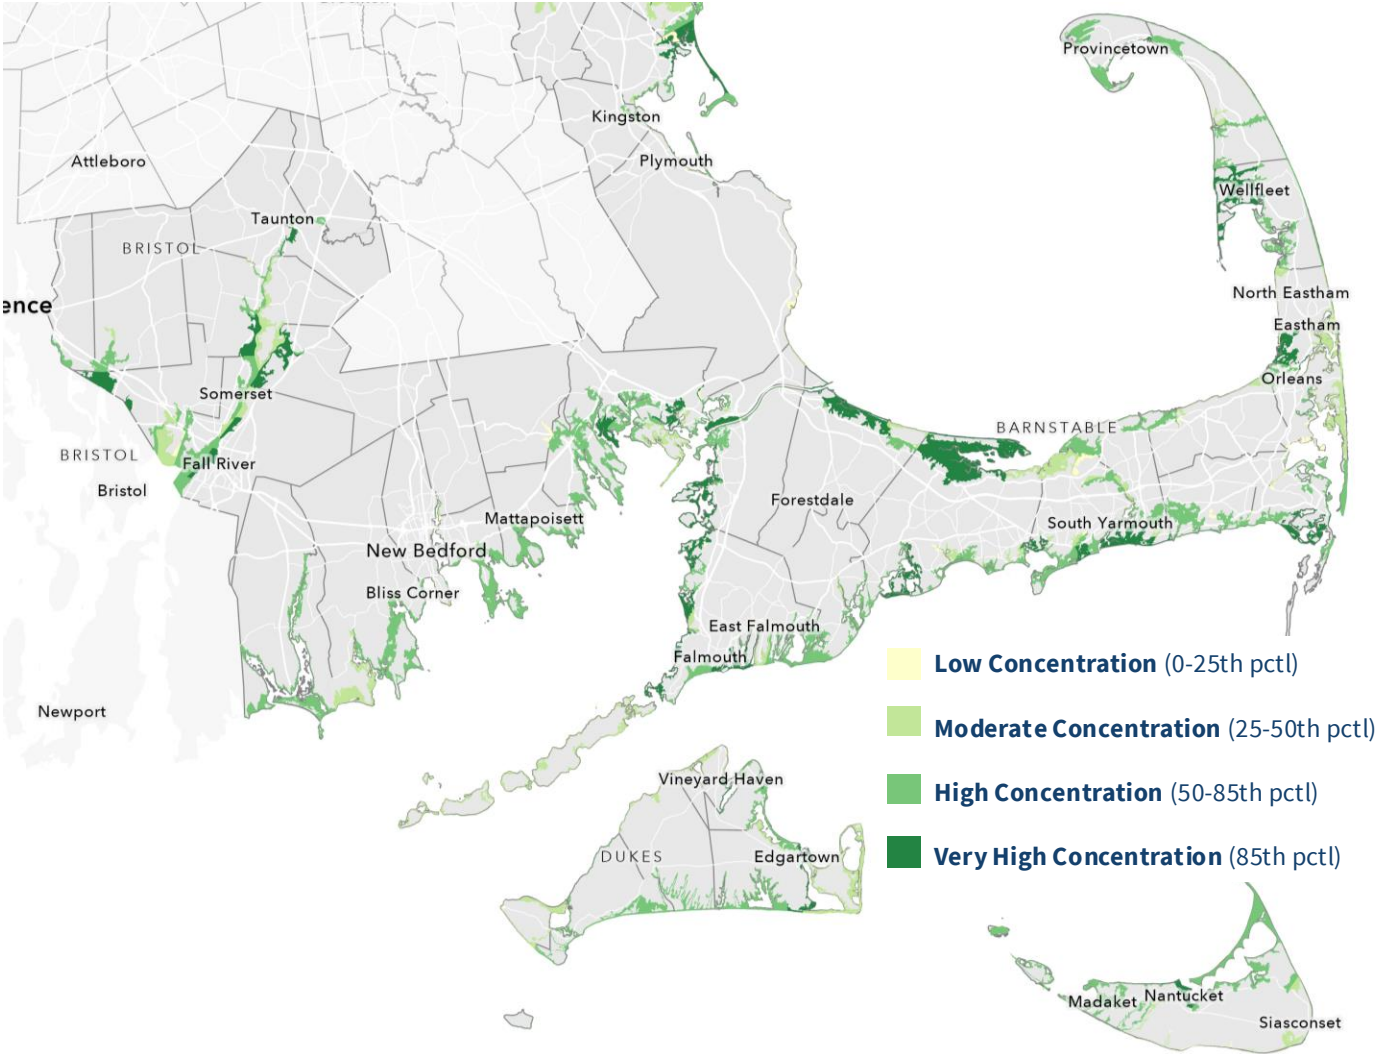 Provincetown
Kingston
Plymouth
Attleboro
Wellfleet
Taunton
BRISTOL
North Eastham
ence
Eastham
Orleans
Somerset
BARNSTABLE
BRISTOL
Fall River
Bristol
Forestdale
Mattapoisett
South Yarmouth
New Bedford
Bliss Corner
East Falmouth
Falmouth
Low Concentration (0-25th pctl)
Newport
Moderate Concentration (25-50th pctl)
Vineyard Haven
High Concentration (50-85th pctl)
DUKES
Edgartown
Very High Concentration (85th pctl)
Madaket
Nantucket
Siasconset